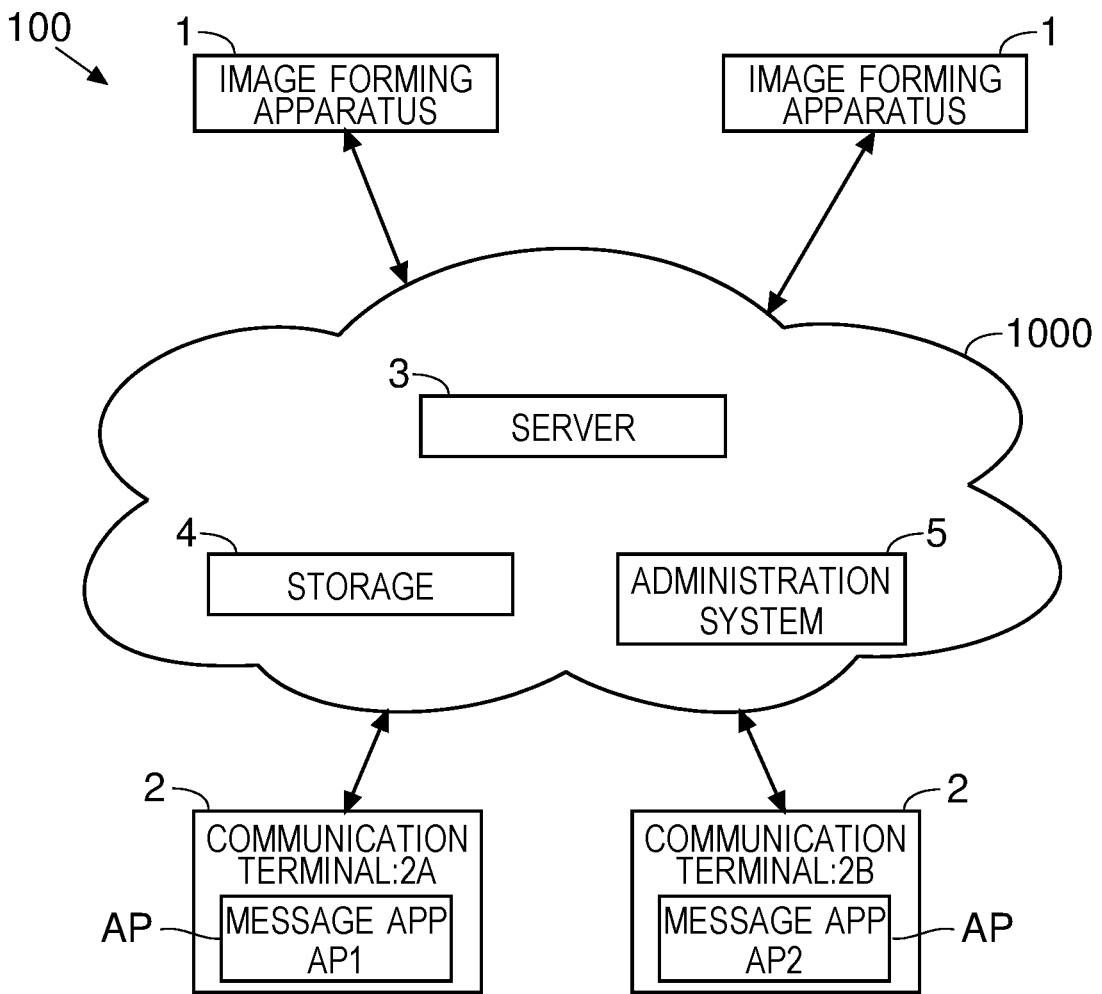 100
1
IMAGE FORMING
APPARATUS
1
IMAGE FORMING
APPARATUS
1000
3
SERVER
4
STORAGE
5
ADMINISTRATION
SYSTEM
2
COMMUNICATION
TERMINAL:2A
AP
MESSAGE APP
AP1
2
COMMUNICATION
TERMINAL:2B
MESSAGE APP
AP2
AP